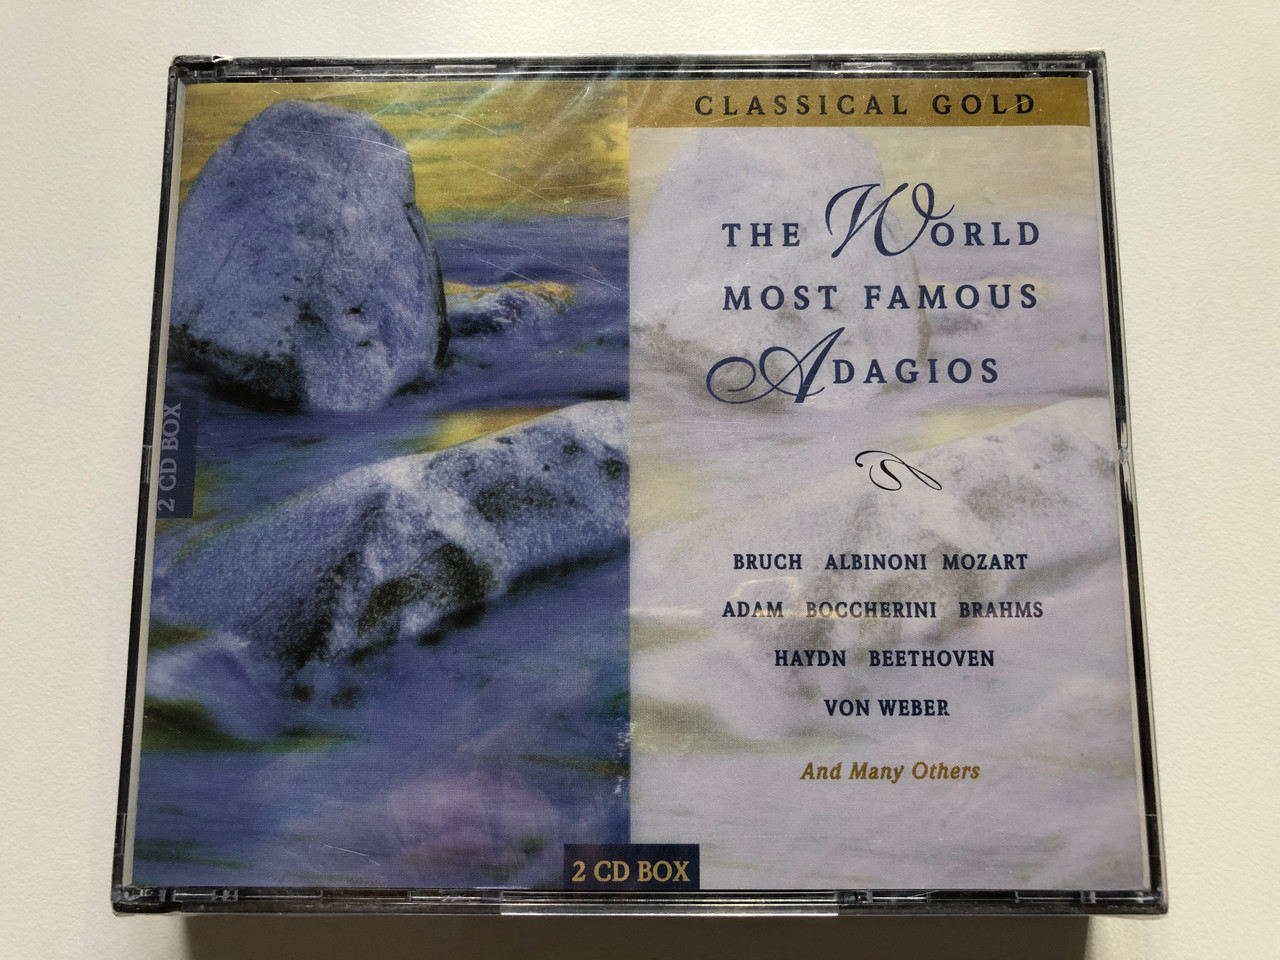 CLASSICAL GOLD
THE WORLD
MOST FAMOUS
ADAGIOS
BRUCH ALBINONI MOZART
ADAM BOCCHERINI BRAHMS
HAYDN BEETHOVEN
VON WEBER
And Many Others
2 CD BOX
2 CD BOX